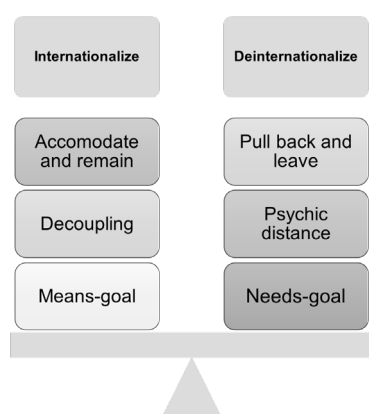 Internationalize
Deinternationalize
Accomodate
and remain
Pull back and
leave
Decoupling
Psychic
distance
Means-goal
Needs-goal